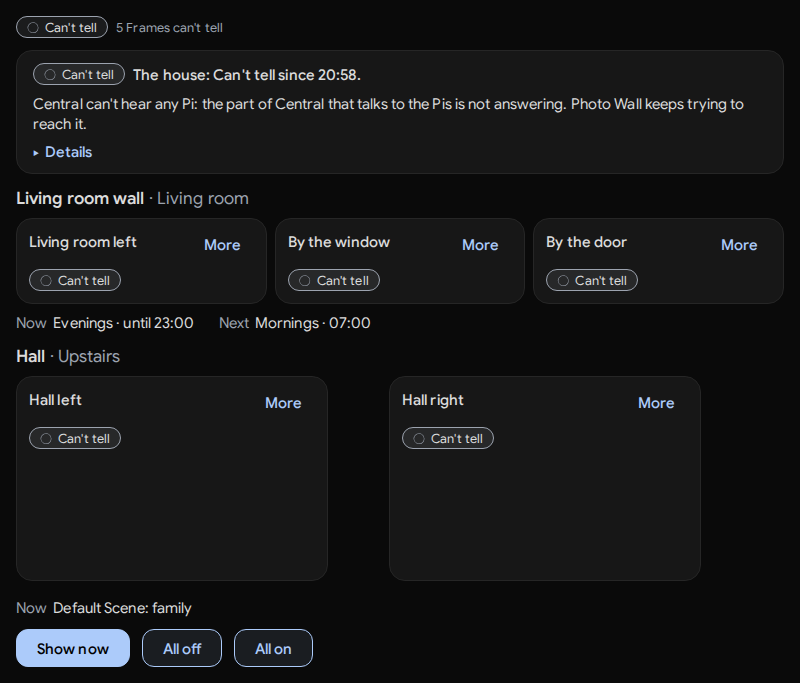 Can't tell 5 Frames can't tell
Can't tell The house: Can't tell since 20:58.
Central can't hear any Pi: the part of Central that talks to the Pis is not answering. Photo Wall keeps trying to
reach it.
▸ Details
Living room wall · Living room
Living room left More By the window More By the door More
Can't tell Can't tell Can't tell
Now Evenings · until 23:00 Next Mornings · 07:00
Hall · Upstairs
Hall left More Hall right More
Can't tell Can't tell
Now Default Scene: family
Show now All off All on